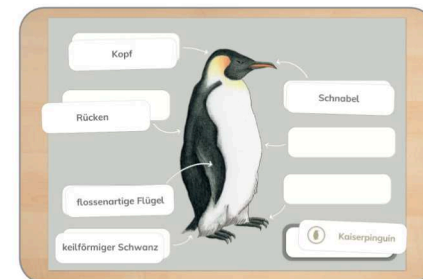 Kopf
Schnabel
Rücken
flossenartige Flügel
keilförmiger Schwanz
Kaiserpinguin